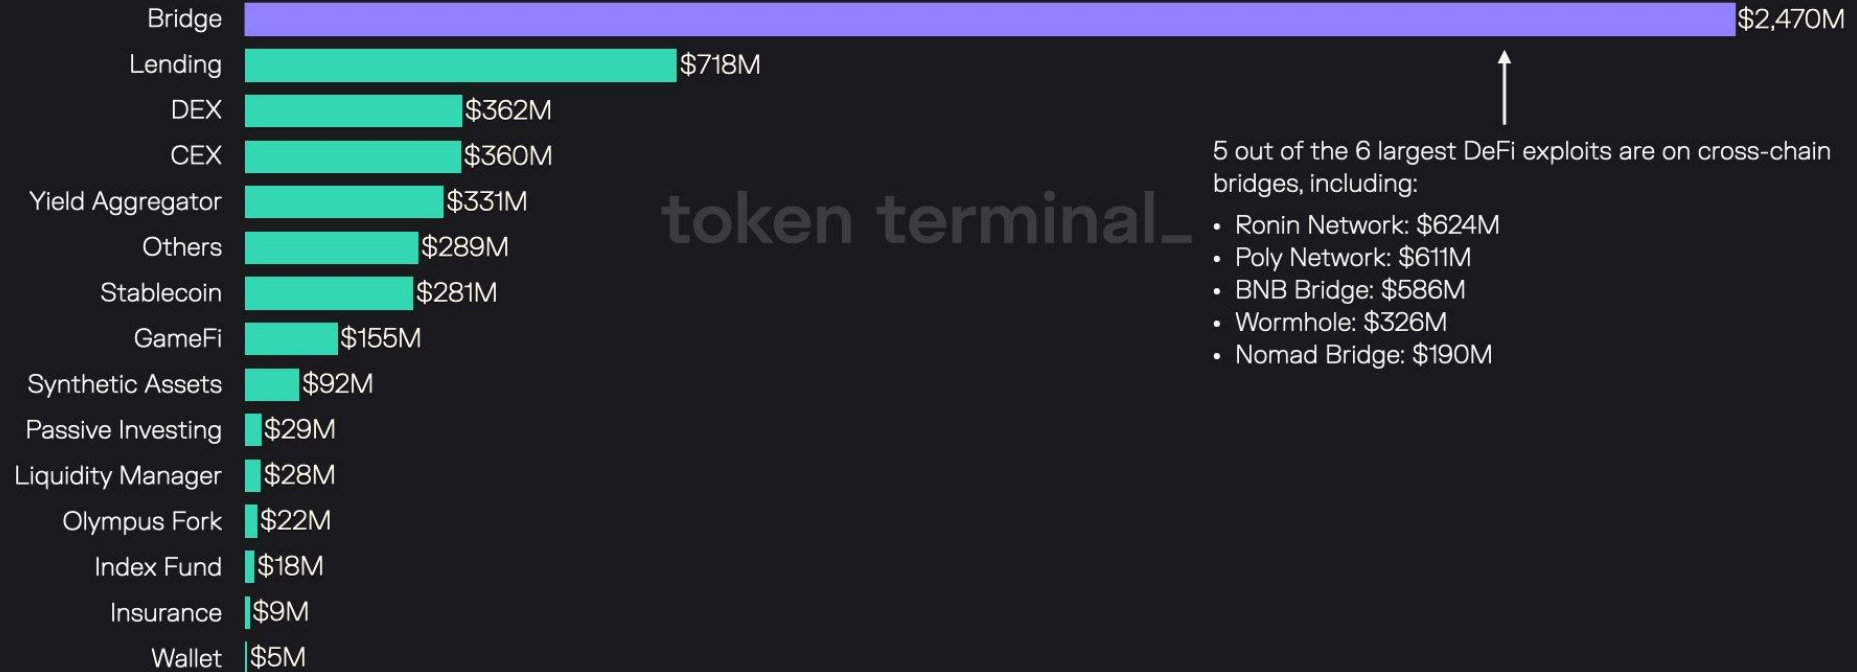 Bridge $2,470M
Lending $718M
DEX $362M
CEX $360M
Yield Aggregator $331M
Others $289M
Stablecoin $281M
GameFi $155M
Synthetic Assets $92M
Passive Investing $29M
Liquidity Manager $28M
Olympus Fork $22M
Index Fund $18M
Insurance $9M
Wallet $5M
token terminal_
5 out of the 6 largest DeFi exploits are on cross-chain
bridges, including:
• Ronin Network: $624M
• Poly Network: $611M
• BNB Bridge: $586M
• Wormhole: $326M
• Nomad Bridge: $190M